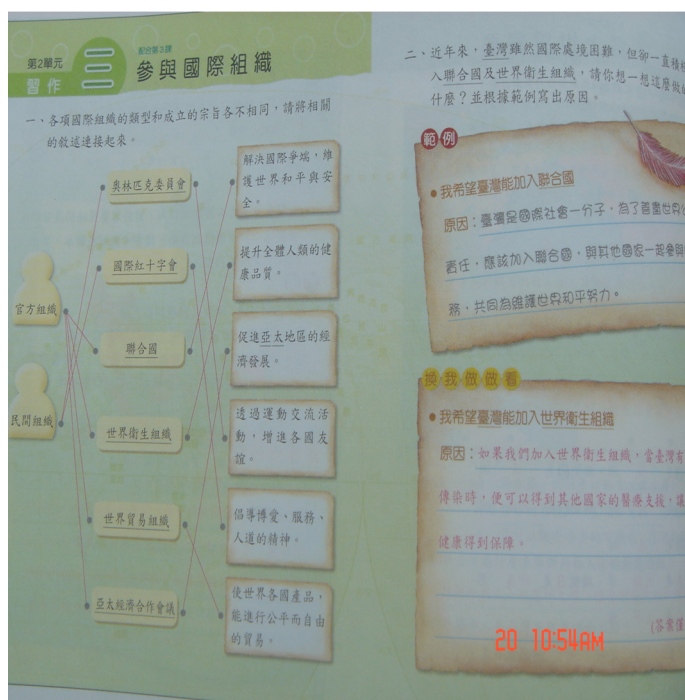 第2單元
習作
三
配合第3課
參與國際組織
一、各項國際組織的類型和成立的宗旨各不相同，請將相關
的敘述連接起來。
官方組織
民間組織
奧林匹克委員會
國際紅十字會
聯合國
世界衛生組織
世界貿易組織
亞太經濟合作會議
解決國際爭端，維
護世界和平與安
全。
提升全體人類的健
康品質。
促進亞太地區的經
濟發展。
透過運動交流活
動，增進各國友
誼。
倡導博愛、服務、
人道的精神。
使世界各國產品，
能進行公平而自由
的貿易。
二、近年來，臺灣雖然國際處境困難，但卻一直積極
入聯合國及世界衛生組織，請你想一想這麼做的
什麼？並根據範例寫出原因。
範例
●我希望臺灣能加入聯合國
原因：臺灣是國際社會一分子，為了善盡世界
責任，應該加入聯合國，與其他國家一起參與
務，共同為維護世界和平努力。
換我做做看
●我希望臺灣能加入世界衛生組織
原因：如果我們加入世界衛生組織，當臺灣有
傳染時，便可以得到其他國家的醫療支援，讓
健康得到保障。
(答案僅
20 10:54AM